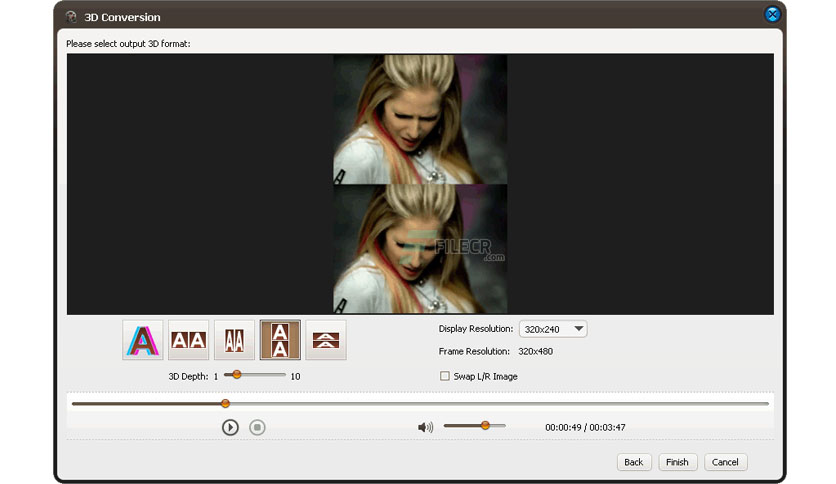 3D Conversion
Please select output 3D format:
FILECR
.com
A AA AA A
A
Display Resolution: 320x240
Frame Resolution: 320x480
3D Depth: 1 10
Swap L/R Image
00:00:49 / 00:03:47
Back Finish Cancel